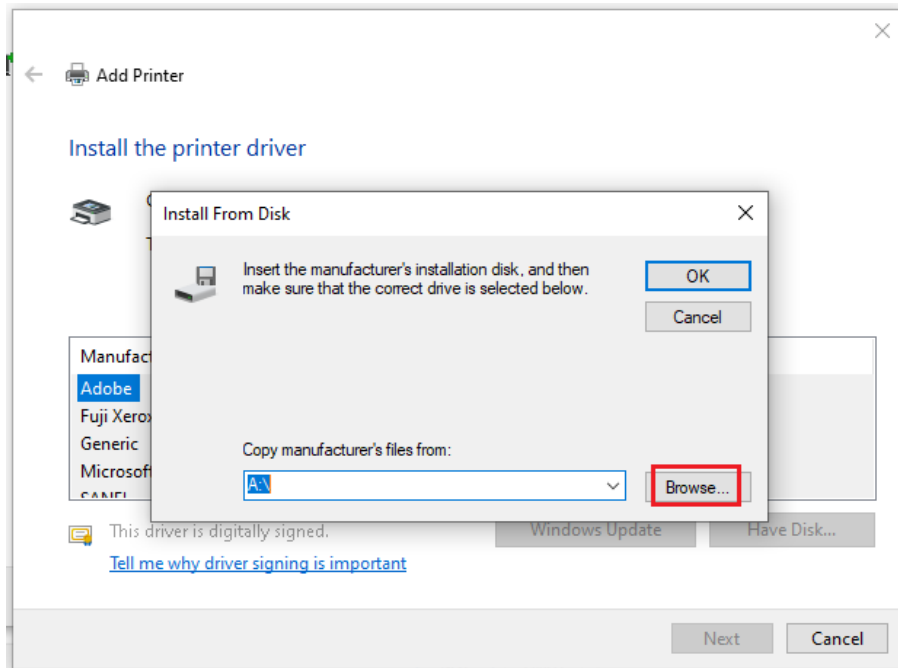 Add Printer
Install the printer driver
Install From Disk
Insert the manufacturer's installation disk, and then
make sure that the correct drive is selected below.
OK
Cancel
Manufact
Adobe
Fuji Xerox
Generic
Microsoft
Copy manufacturer's files from:
A:\
Browse...
This driver is digitally signed.
Windows Update
Have Disk...
Tell me why driver signing is important
Next
Cancel